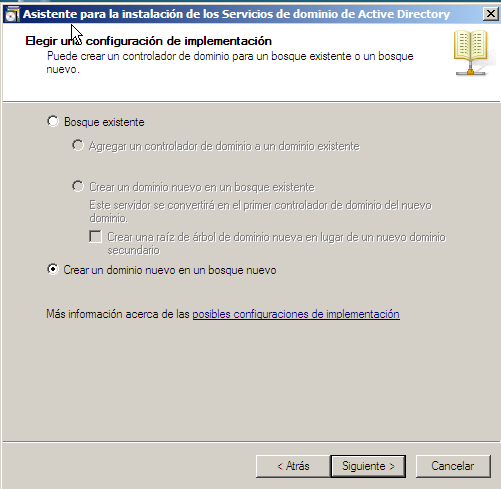 Asistente para la instalación de los Servicios de dominio de Active Directory
Elegir una configuración de implementación
Puede crear un controlador de dominio para un bosque existente o un bosque
nuevo.
Bosque existente
Agregar un controlador de dominio a un dominio existente
Crear un dominio nuevo en un bosque existente
Este servidor se convertirá en el primer controlador de dominio del nuevo
dominio.
Crear una raíz de árbol de dominio nueva en lugar de un nuevo dominio
secundario
Crear un dominio nuevo en un bosque nuevo
Más información acerca de las posibles configuraciones de implementación
< Atrás Siguiente > Cancelar